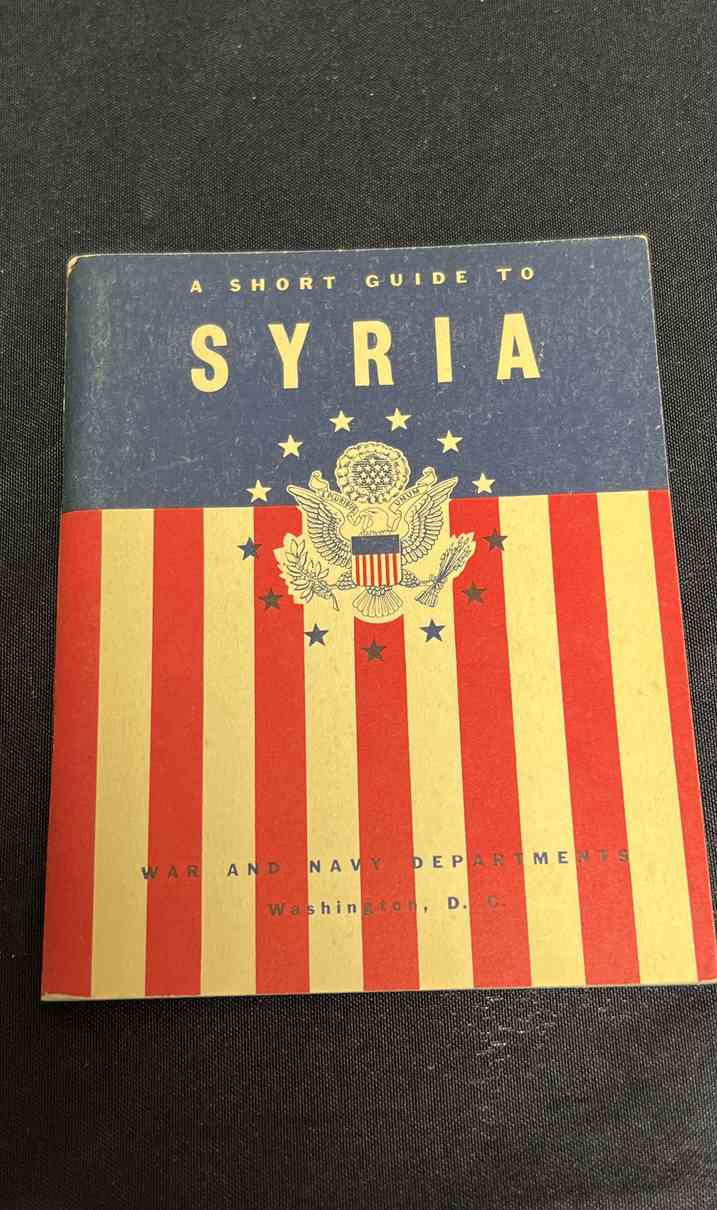 A SHORT GUIDE TO
SYRIA
WAR AND NAVY DEPARTMENTS
Washington, D. C.